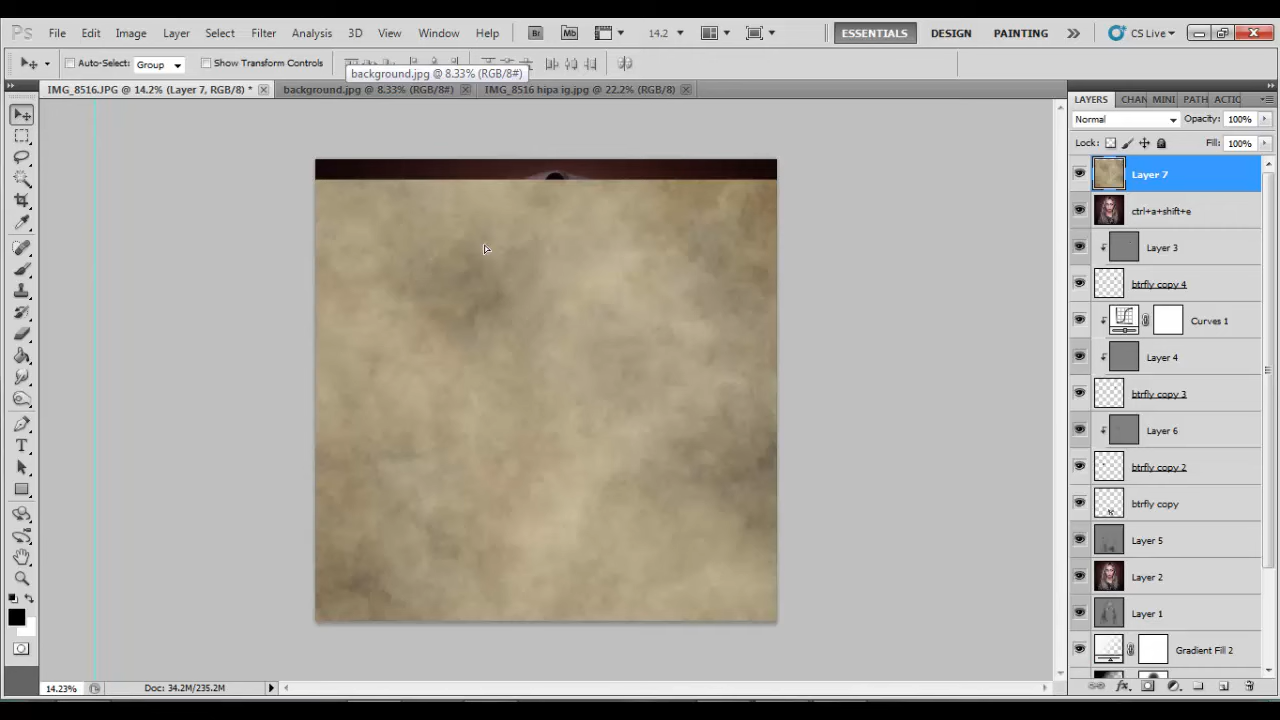 Ps File Edit Image Layer Select Filter Analysis 3D View Window Help Br Mb 14.2 ESSENTIALS DESIGN PAINTING CS Live
Auto-Select: Group Show Transform Controls
background.jpg @ 8.33% (RGB/8#)
IMG_8516.JPG @ 14.2% (Layer 7, RGB/8) * background.jpg @ 8.33% (RGB/8#) IMG_8516 hipa ig.jpg @ 22.2% (RGB/8)
LAYERS CHAN MINI PATH ACTIC
Normal Opacity: 100%
Lock: Fill: 100%
Layer 7
ctrl+a+shift+e
Layer 3
btrfly copy 4
Curves 1
Layer 4
btrfly copy 3
Layer 6
btrfly copy 2
btrfly copy
Layer 5
Layer 2
Layer 1
Gradient Fill 2
14.23% Doc: 34.2M/235.2M